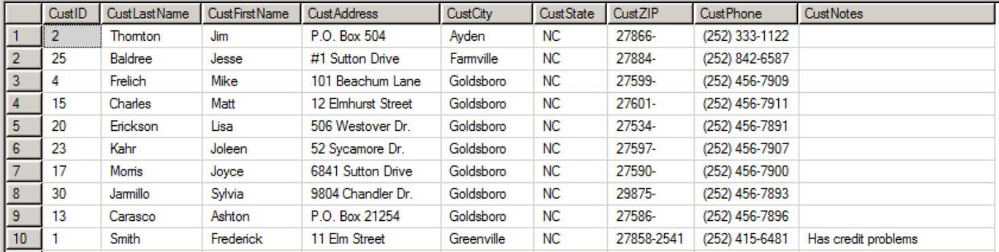 CustID CustLastName CustFirstName CustAddress CustCity CustState CustZIP CustPhone CustNotes
1 2 Thornton Jim P.O. Box 504 Ayden NC 27866- (252) 333-1122
2 25 Baldree Jesse #1 Sutton Drive Farmville NC 27884- (252) 842-6587
3 4 Frelich Mike 101 Beachum Lane Goldsboro NC 27599- (252) 456-7909
4 15 Charles Matt 12 Elmhurst Street Goldsboro NC 27601- (252) 456-7911
5 20 Erickson Lisa 506 Westover Dr. Goldsboro NC 27534- (252) 456-7891
6 23 Kahr Joleen 52 Sycamore Dr. Goldsboro NC 27597- (252) 456-7907
7 17 Morris Joyce 6841 Sutton Drive Goldsboro NC 27590- (252) 456-7900
8 30 Jarmillo Sylvia 9804 Chandler Dr. Goldsboro NC 29875- (252) 456-7893
9 13 Carasco Ashton P.O. Box 21254 Goldsboro NC 27586- (252) 456-7896
10 1 Smith Frederick 11 Elm Street Greenville NC 27858-2541 (252) 415-6481 Has credit problems